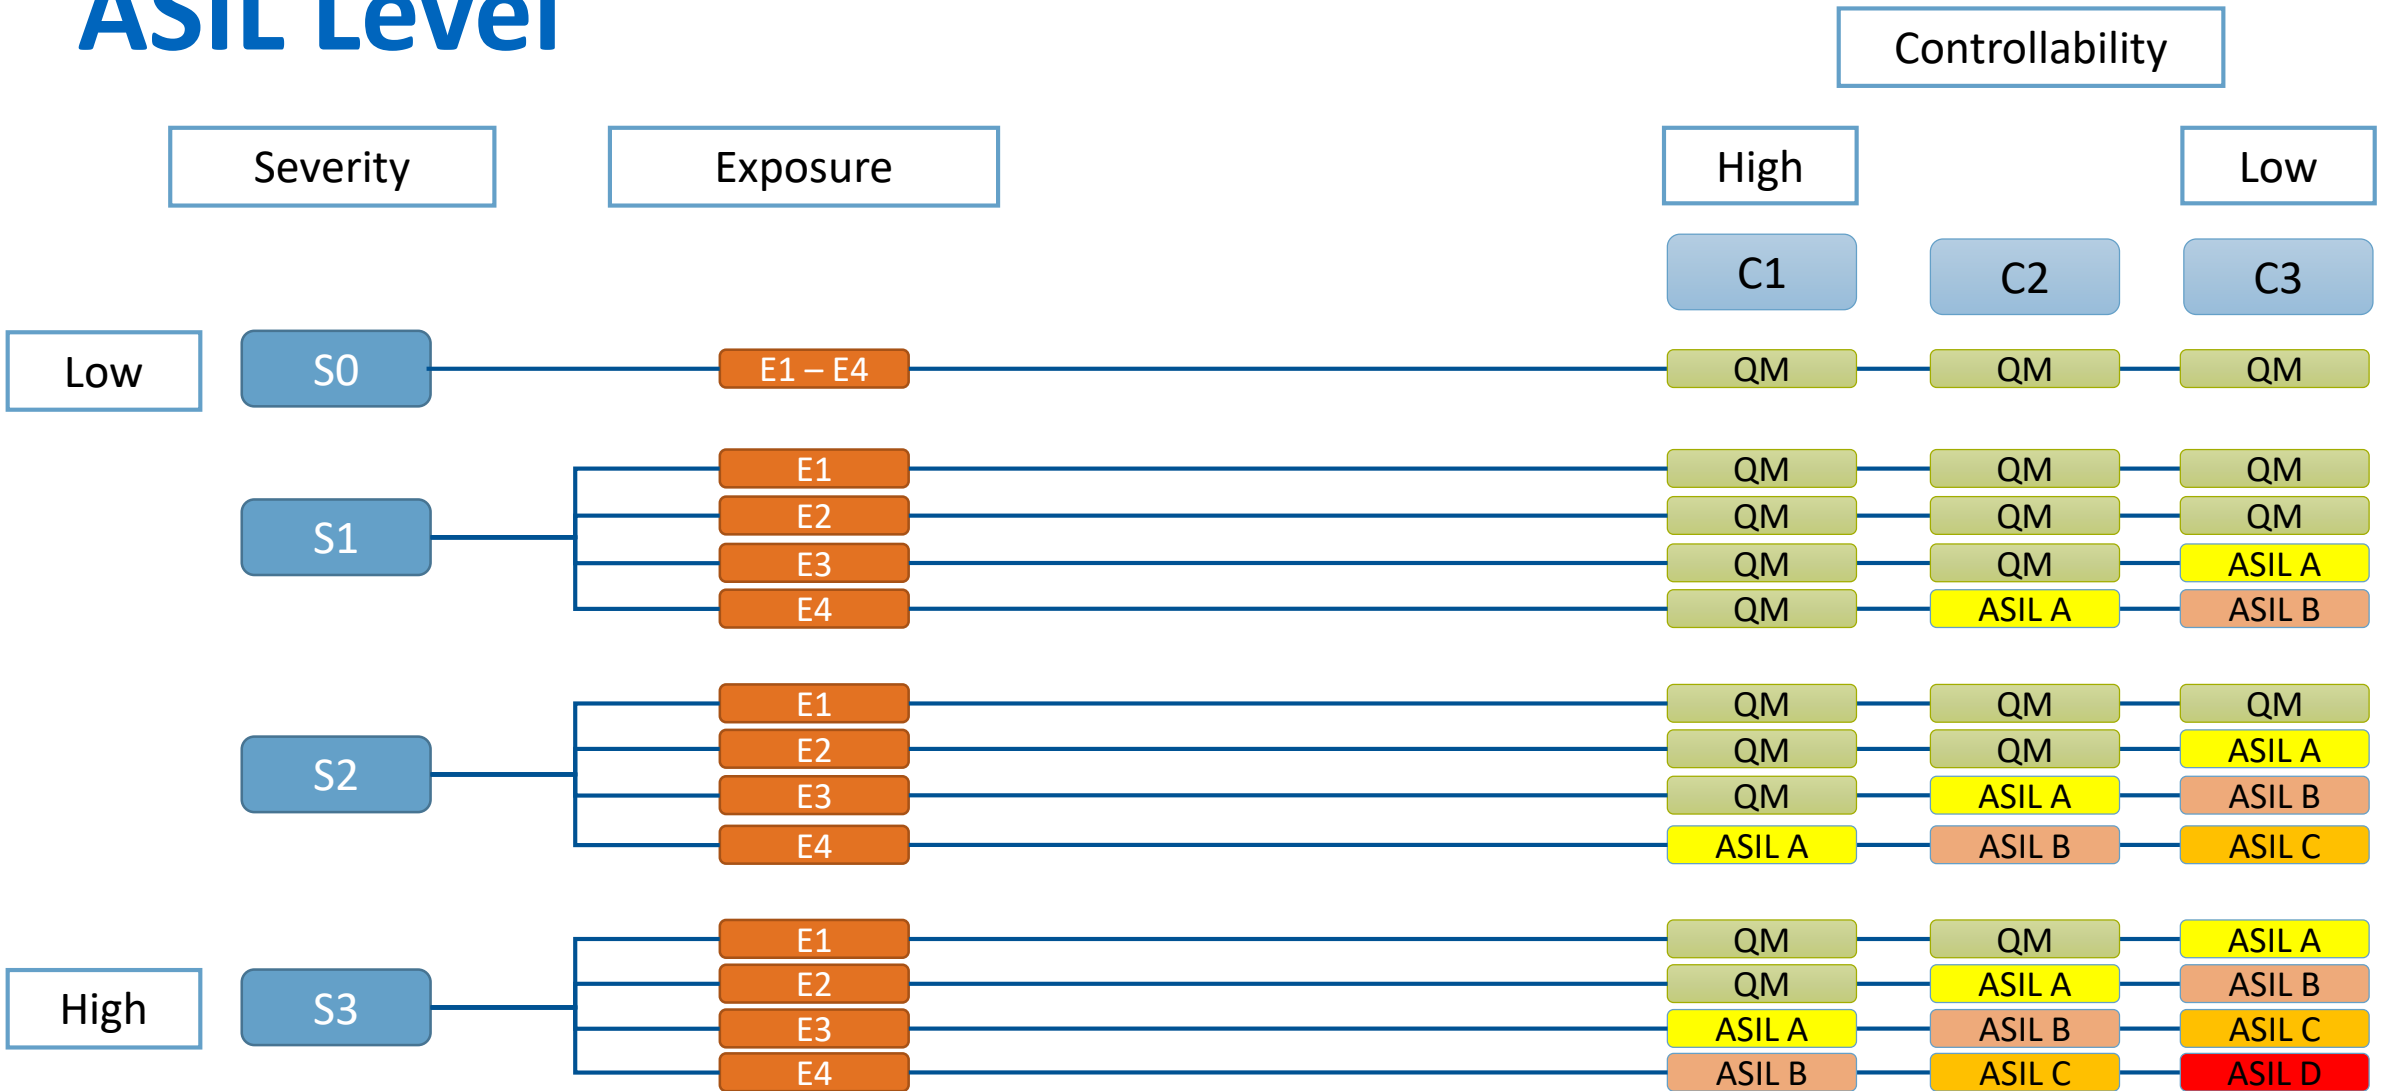 ASIL Level
Controllability
Severity Exposure High Low
C1 C2 C3
Low S0 E1 – E4 QM QM QM
E1 QM QM QM
E2 QM QM QM
S1
E3 QM QM ASIL A
E4 QM ASIL A ASIL B
E1 QM QM QM
E2 QM QM ASIL A
S2
E3 QM ASIL A ASIL B
E4 ASIL A ASIL B ASIL C
E1 QM QM ASIL A
E2 QM ASIL A ASIL B
High S3
E3 ASIL A ASIL B ASIL C
E4 ASIL B ASIL C ASIL D